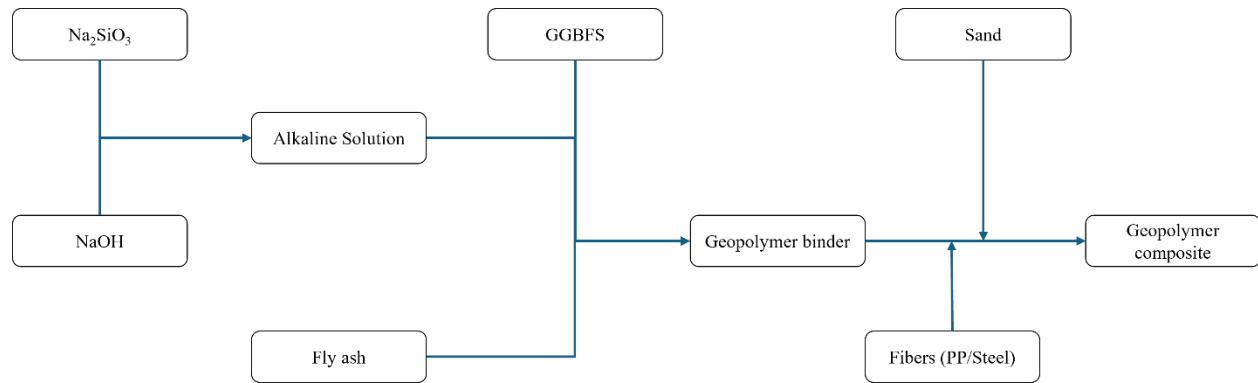 Na₂SiO₃
GGBFS
Sand
Alkaline Solution
NaOH
Geopolymer binder
Geopolymer
composite
Fly ash
Fibers (PP/Steel)